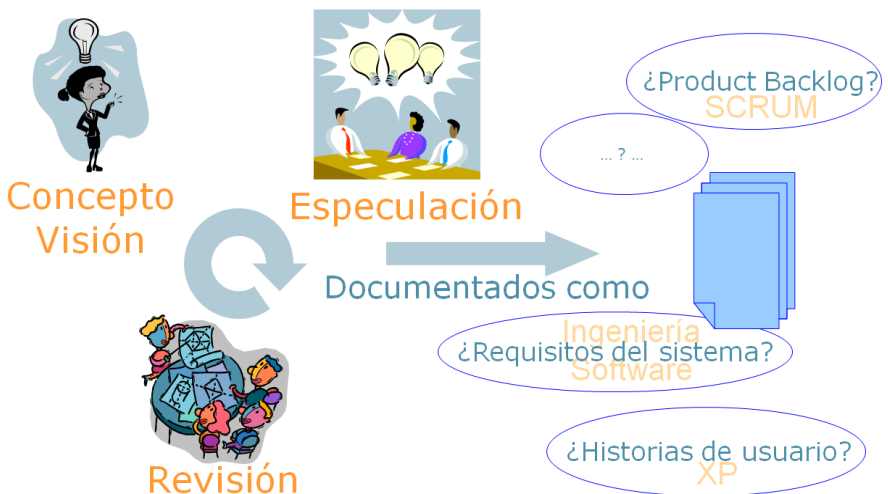 Concepto
Visión
Especulación
Revisión
Documentados como
¿Product Backlog?
SCRUM
... ? ...
Ingeniería
¿Requisitos del sistema?
Software
¿Historias de usuario?
XP